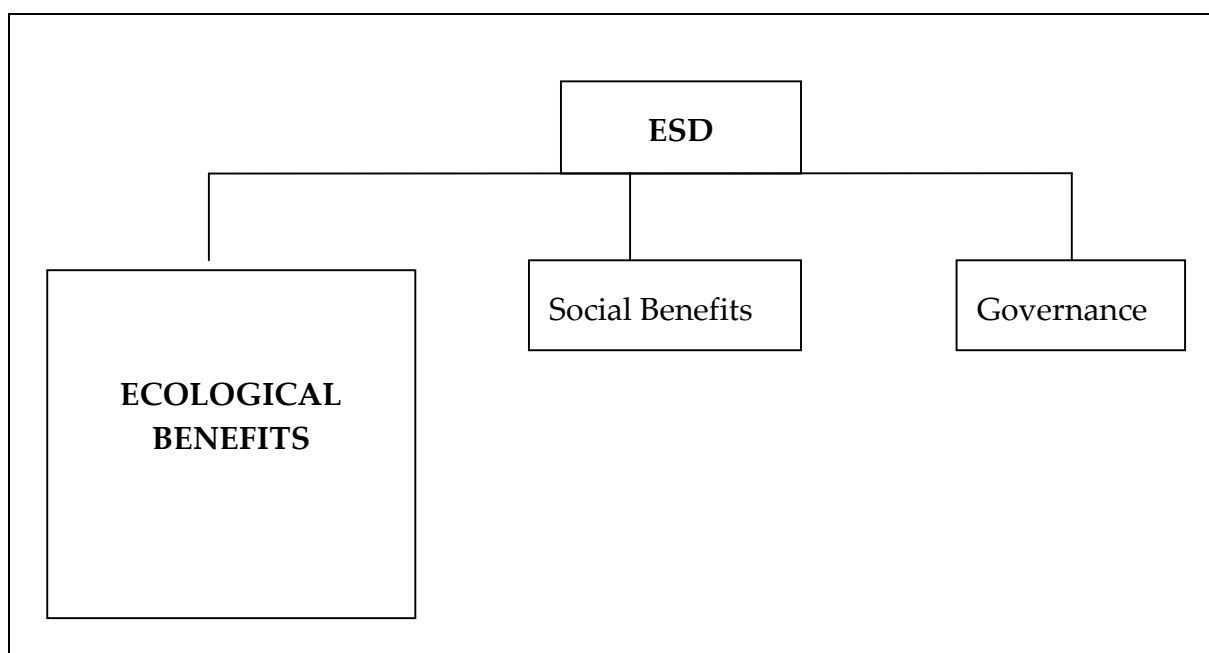 ESD
Social Benefits
Governance
ECOLOGICAL
BENEFITS